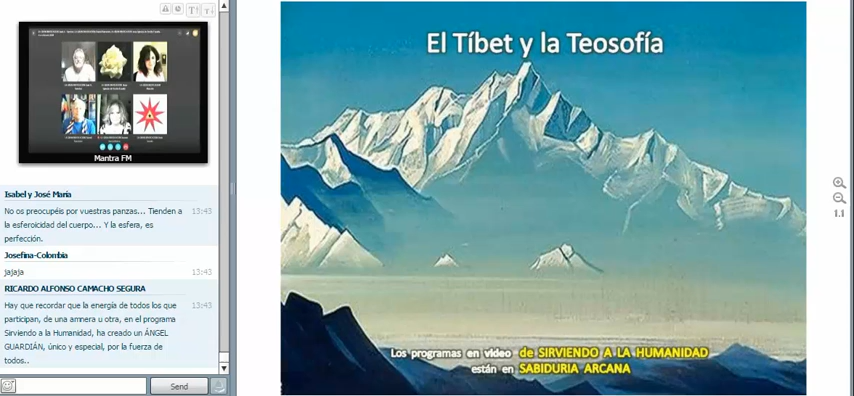 Mantra FM
Isabel y José María
No os preocupéis por vuestras panzas... Tienden a
la esferoicidad del cuerpo... Y la esfera, es
perfección.
13:43
Josefina-Colombia
jajaja
13:43
RICARDO ALFONSO CAMACHO SEGURA
Hay que recordar que la energía de todos los que
participan, de una amnera u otra, en el programa
Sirviendo a la Humanidad, ha creado un ÁNGEL
GUARDIÁN, único y especial, por la fuerza de
todos..
13:43
Send
El Tíbet y la Teosofía
Los programas en video de SIRVIENDO A LA HUMANIDAD
están en SABIDURIA ARCANA
1.1